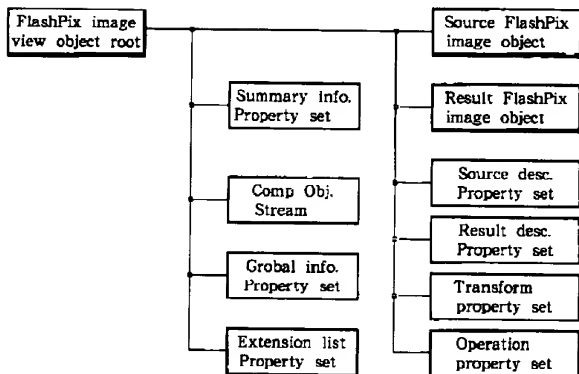 FlashPix image
view object root
Summary info.
Property set
Comp Obj.
Stream
Grobal info.
Property set
Extension list
Property set
Source FlashPix
image object
Result FlashPix
image object
Source desc.
Property set
Result desc.
Property set
Transform
property set
Operation
property set